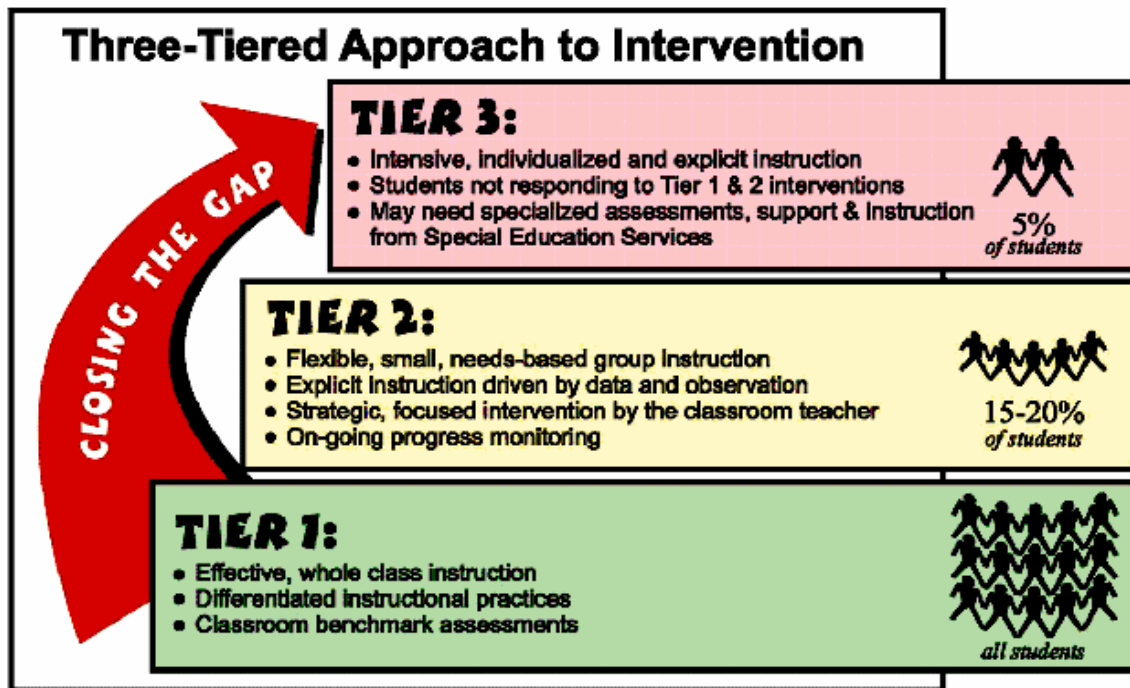 Three-Tiered Approach to Intervention
CLOSING THE GAP
TIER 3:
• Intensive, individualized and explicit instruction
• Students not responding to Tier 1 & 2 interventions
• May need specialized assessments, support & instruction
from Special Education Services
5%
of students
TIER 2:
• Flexible, small, needs-based group instruction
• Explicit instruction driven by data and observation
• Strategic, focused intervention by the classroom teacher
• On-going progress monitoring
15-20%
of students
TIER 1:
• Effective, whole class instruction
• Differentiated instructional practices
• Classroom benchmark assessments
all students